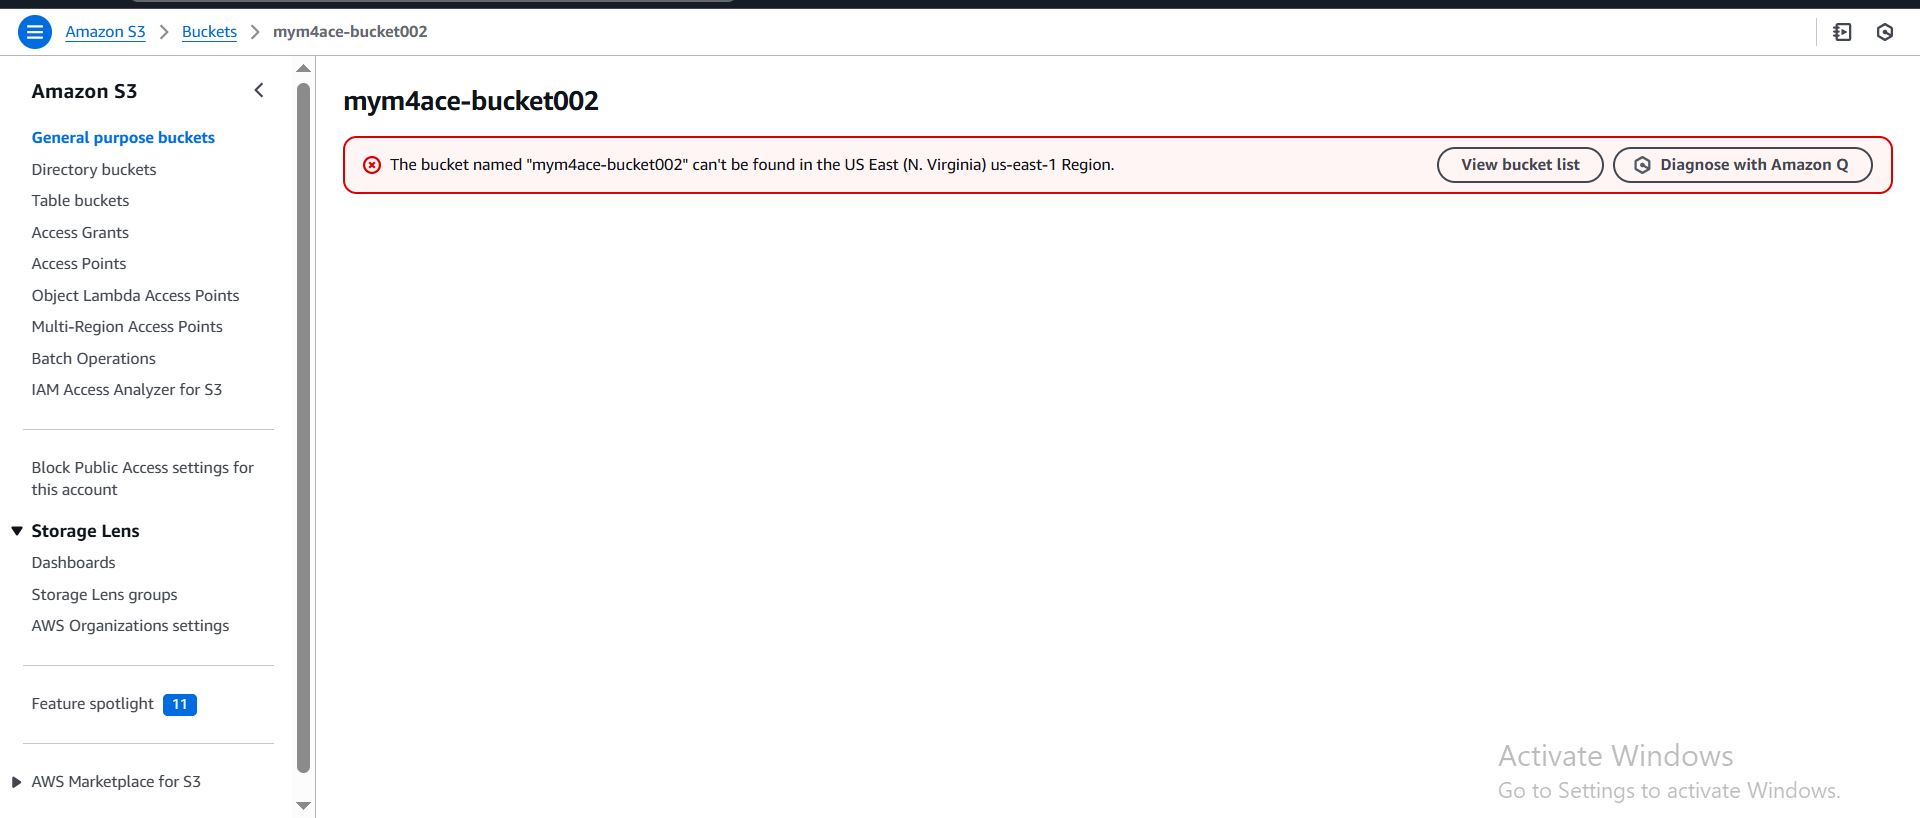 Amazon S3 > Buckets > mym4ace-bucket002
Amazon S3
General purpose buckets
Directory buckets
Table buckets
Access Grants
Access Points
Object Lambda Access Points
Multi-Region Access Points
Batch Operations
IAM Access Analyzer for S3
Block Public Access settings for
this account
Storage Lens
Dashboards
Storage Lens groups
AWS Organizations settings
Feature spotlight 11
AWS Marketplace for S3
mym4ace-bucket002
The bucket named "mym4ace-bucket002" can't be found in the US East (N. Virginia) us-east-1 Region.
View bucket list
Diagnose with Amazon Q
Activate Windows
Go to Settings to activate Windows.